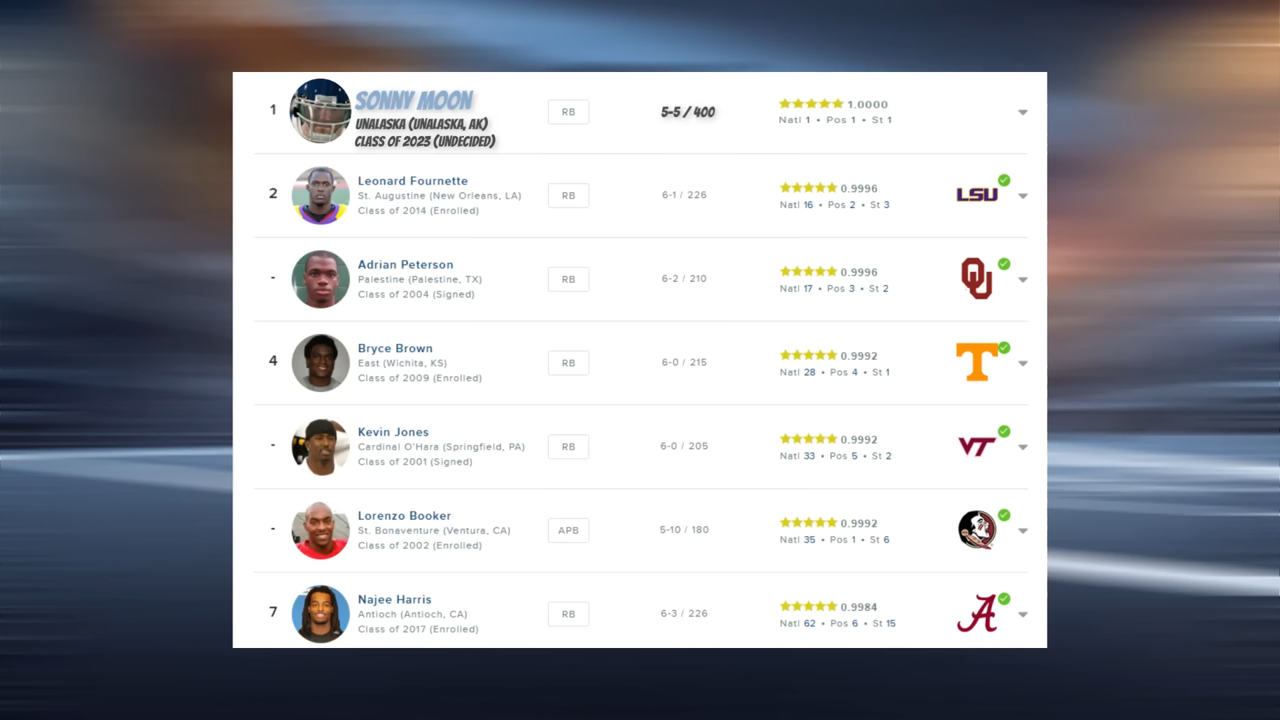 1
SONNY MOON
UNALASKA (UNALASKA, AK)
CLASS OF 2023 (UNDECIDED)
RB
5-5 / 400
1.0000
Natl 1 • Pos 1 • St 1
2
Leonard Fournette
St. Augustine (New Orleans, LA)
Class of 2014 (Enrolled)
RB
6-1 / 226
0.9996
Natl 16 • Pos 2 • St 3
LSU
-
Adrian Peterson
Palestine (Palestine, TX)
Class of 2004 (Signed)
RB
6-2 / 210
0.9996
Natl 17 • Pos 3 • St 2
OU
4
Bryce Brown
East (Wichita, KS)
Class of 2009 (Enrolled)
RB
6-0 / 215
0.9992
Natl 28 • Pos 4 • St 1
T
-
Kevin Jones
Cardinal O'Hara (Springfield, PA)
Class of 2001 (Signed)
RB
6-0 / 205
0.9992
Natl 33 • Pos 5 • St 2
VT
-
Lorenzo Booker
St. Bonaventure (Ventura, CA)
Class of 2002 (Enrolled)
APB
5-10 / 180
0.9992
Natl 35 • Pos 1 • St 6
7
Najee Harris
Antioch (Antioch, CA)
Class of 2017 (Enrolled)
RB
6-3 / 226
0.9984
Natl 62 • Pos 6 • St 15
A